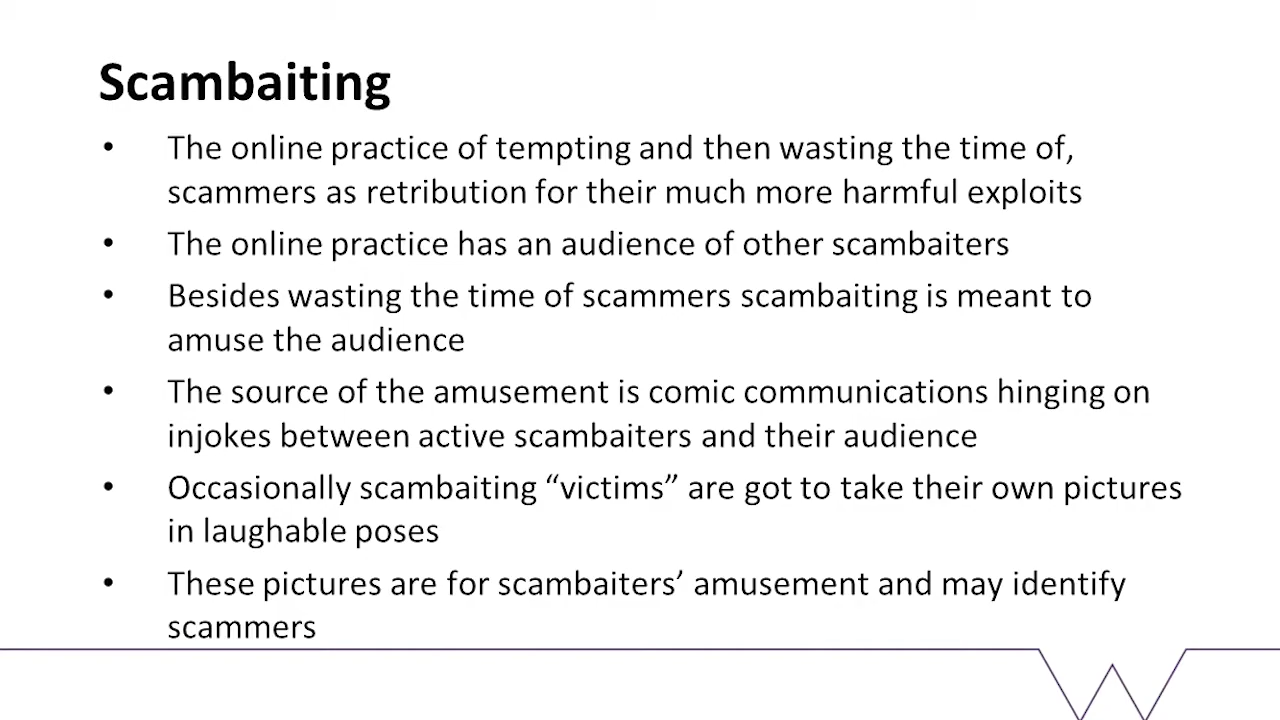 Scambaiting
• The online practice of tempting and then wasting the time of,
scammers as retribution for their much more harmful exploits
• The online practice has an audience of other scambaiters
• Besides wasting the time of scammers scambaiting is meant to
amuse the audience
• The source of the amusement is comic communications hinging on
injokes between active scambaiters and their audience
• Occasionally scambaiting “victims” are got to take their own pictures
in laughable poses
• These pictures are for scambaiters’ amusement and may identify
scammers